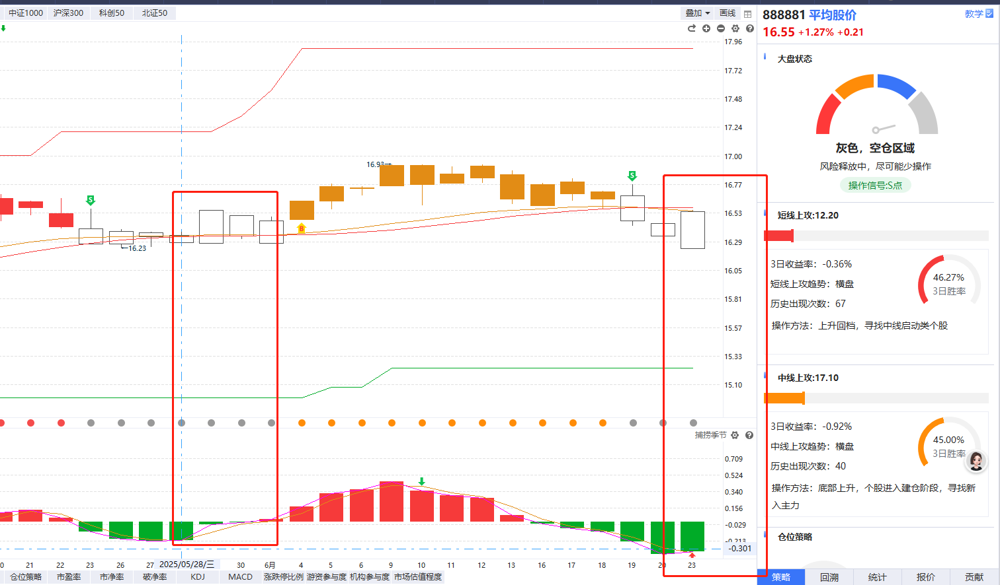 中证1000 沪深300 科创50 北证50
叠加 画线
888881 平均股价 教学
16.55 +1.27% +0.21
17.96
17.72
17.48
17.24
17.00
16.77
16.53
16.29
16.05
15.81
15.57
15.33
15.10
16.93→
←16.23
S
B
S
捕捞季节
0.709
0.524
0.340
0.156
-0.029
-0.213
-0.301
0 21 22 23 26 27 2025/05/28/三 30 6月 4 5 6 9 10 11 12 13 16 17 18 19 20 23
仓位策略 市盈率 市净率 破净率 KDJ MACD 涨跌停比例 游资参与度 机构参与度 市场估值程度
大盘状态
灰色，空仓区域
风险释放中，尽可能少操作
操作信号:S点
短线上攻:12.20
3日收益率：-0.36%
短线上攻趋势：横盘
历史出现次数：67
46.27%
3日胜率
操作方法：上升回档，寻找中线启动类个股
中线上攻:17.10
3日收益率：-0.92%
中线上攻趋势：横盘
历史出现次数：40
45.00%
3日胜率
操作方法：底部上升，个股进入建仓阶段，寻找新
入主力
仓位策略
策略 回溯 统计 报价 贡献